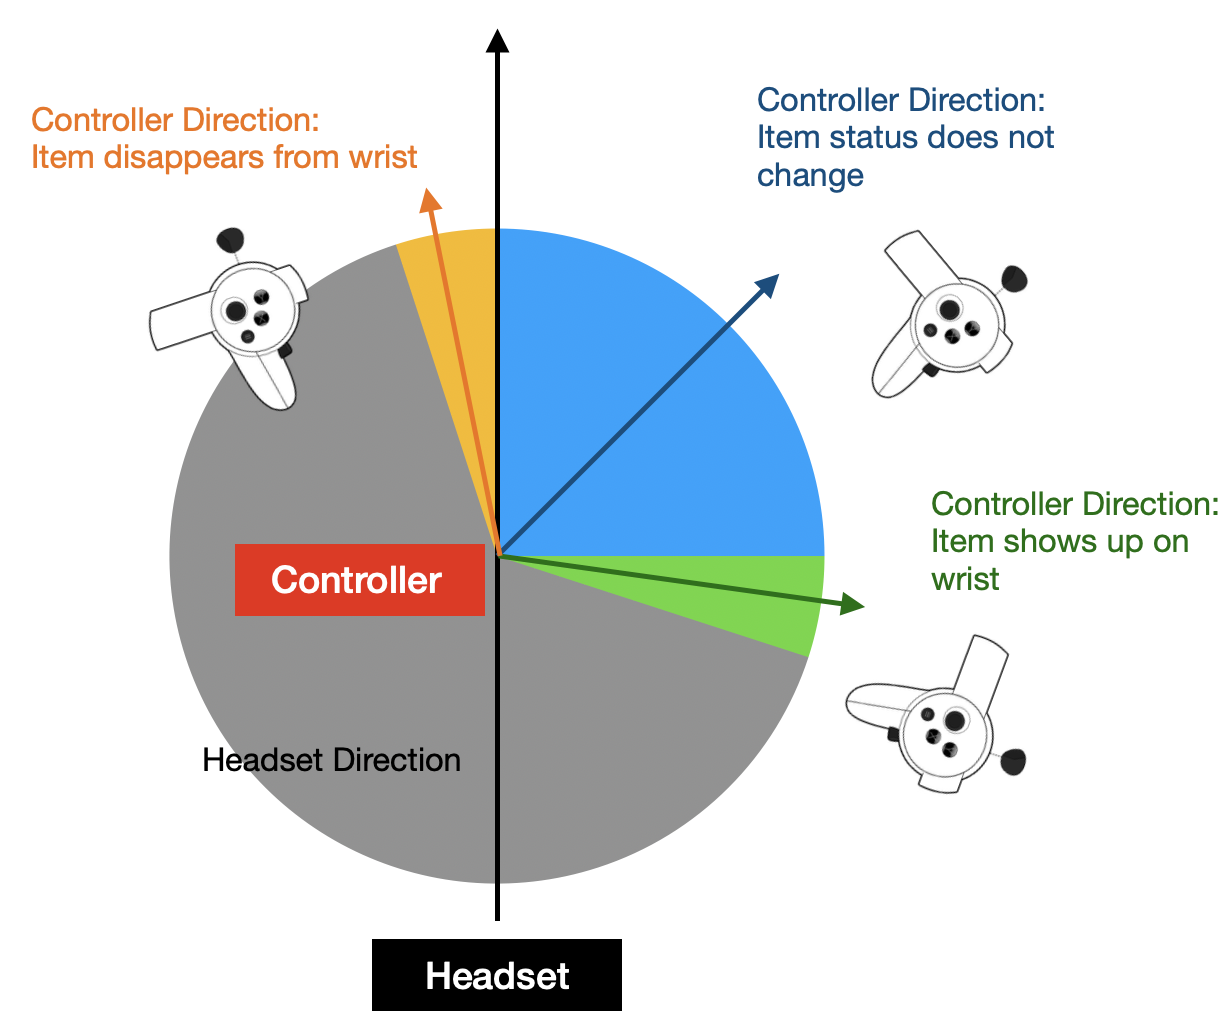 Controller Direction:
Item disappears from wrist
Controller Direction:
Item status does not
change
Controller Direction:
Item shows up on
wrist
Controller
Headset Direction
Headset